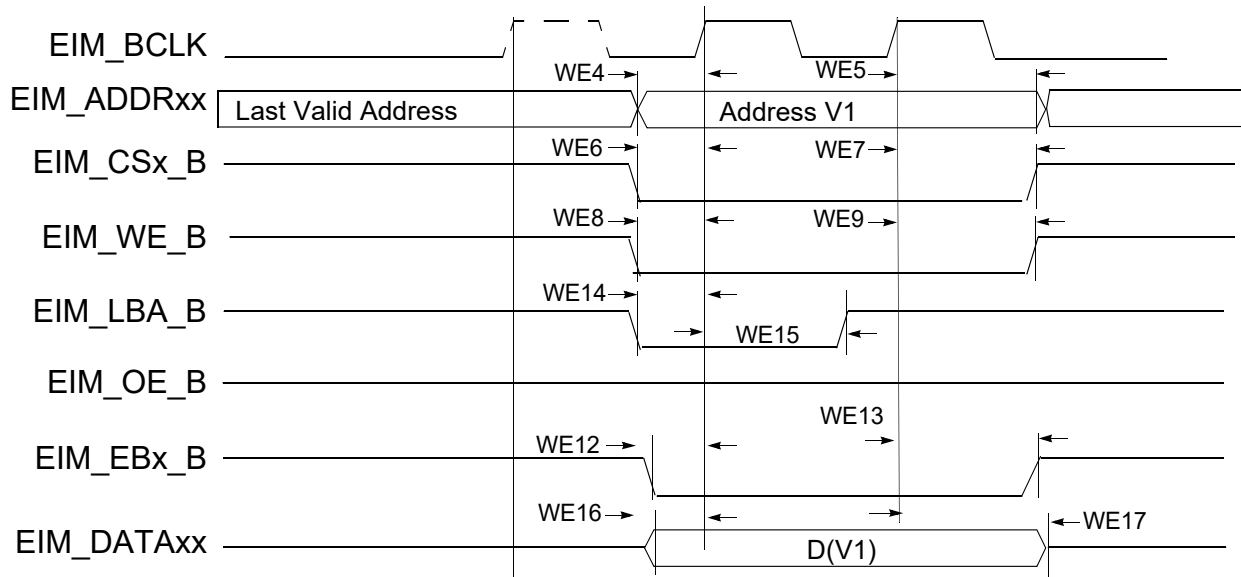 EIM_BCLK
WE4
WE5
EIM_ADDRxx
Last Valid Address
Address V1
WE6
WE7
EIM_CSx_B
WE8
WE9
EIM_WE_B
WE14
EIM_LBA_B
WE15
EIM_OE_B
WE13
WE12
EIM_EBx_B
WE16
WE17
EIM_DATAxx
D(V1)